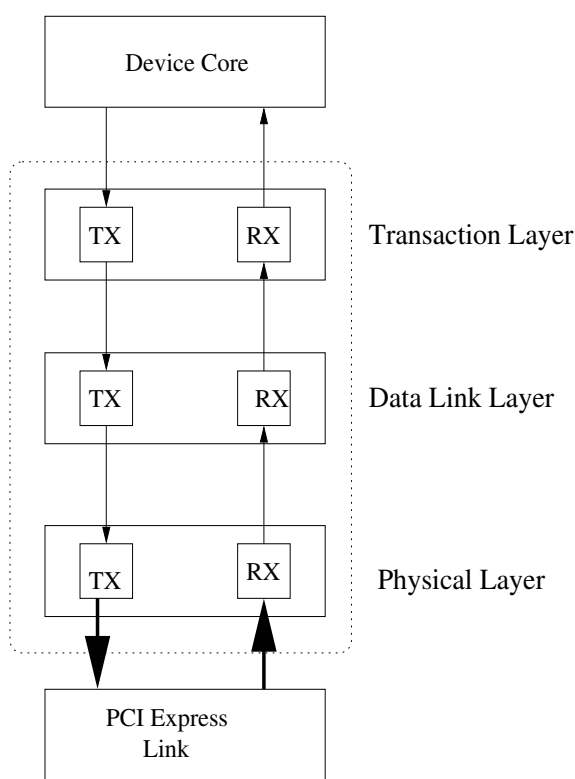 Device Core
TX
RX
Transaction Layer
TX
RX
Data Link Layer
TX
RX
Physical Layer
PCI Express
Link